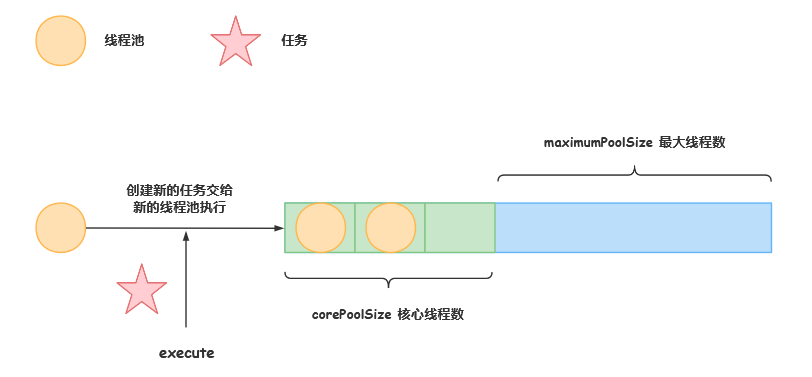 线程池
任务
maximumPoolSize 最大线程数
创建新的任务交给
新的线程池执行
corePoolSize 核心线程数
execute